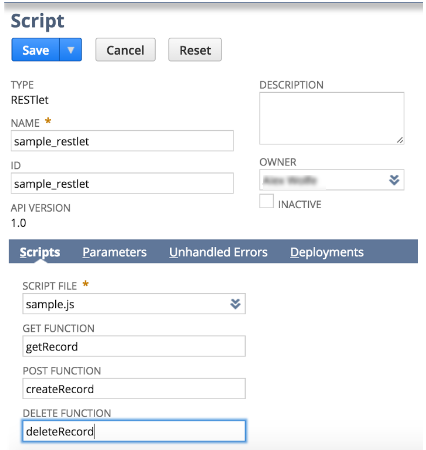 Script
Save
Cancel
Reset
TYPE
RESTlet
NAME *
sample_restlet
ID
sample_restlet
API VERSION
1.0
DESCRIPTION
OWNER
INACTIVE
Scripts Parameters Unhandled Errors Deployments
SCRIPT FILE *
sample.js
GET FUNCTION
getRecord
POST FUNCTION
createRecord
DELETE FUNCTION
deleteRecord